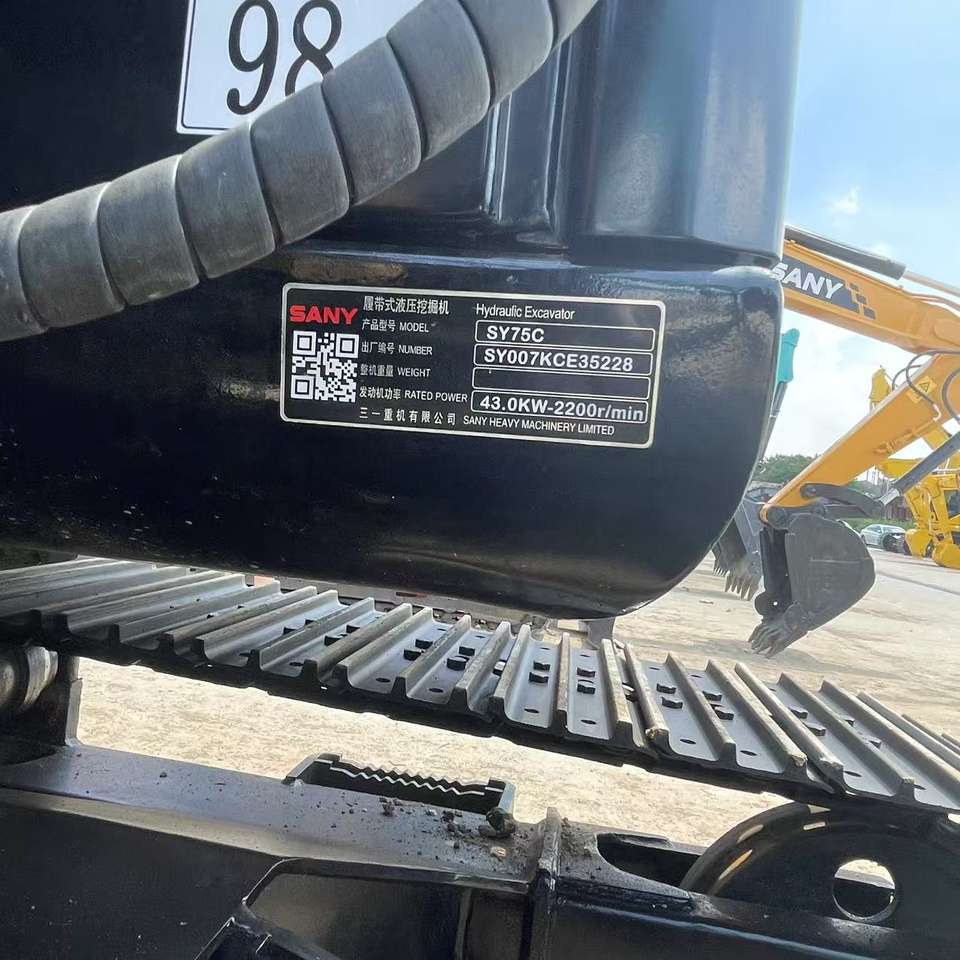 98
SANY
SANY 履带式液压挖掘机 Hydraulic Excavator
产品型号 MODEL SY75C
出厂编号 NUMBER SY007KCE35228
整机重量 WEIGHT
发动机功率 RATED POWER 43.0KW-2200r/min
三一重机有限公司 SANY HEAVY MACHINERY LIMITED